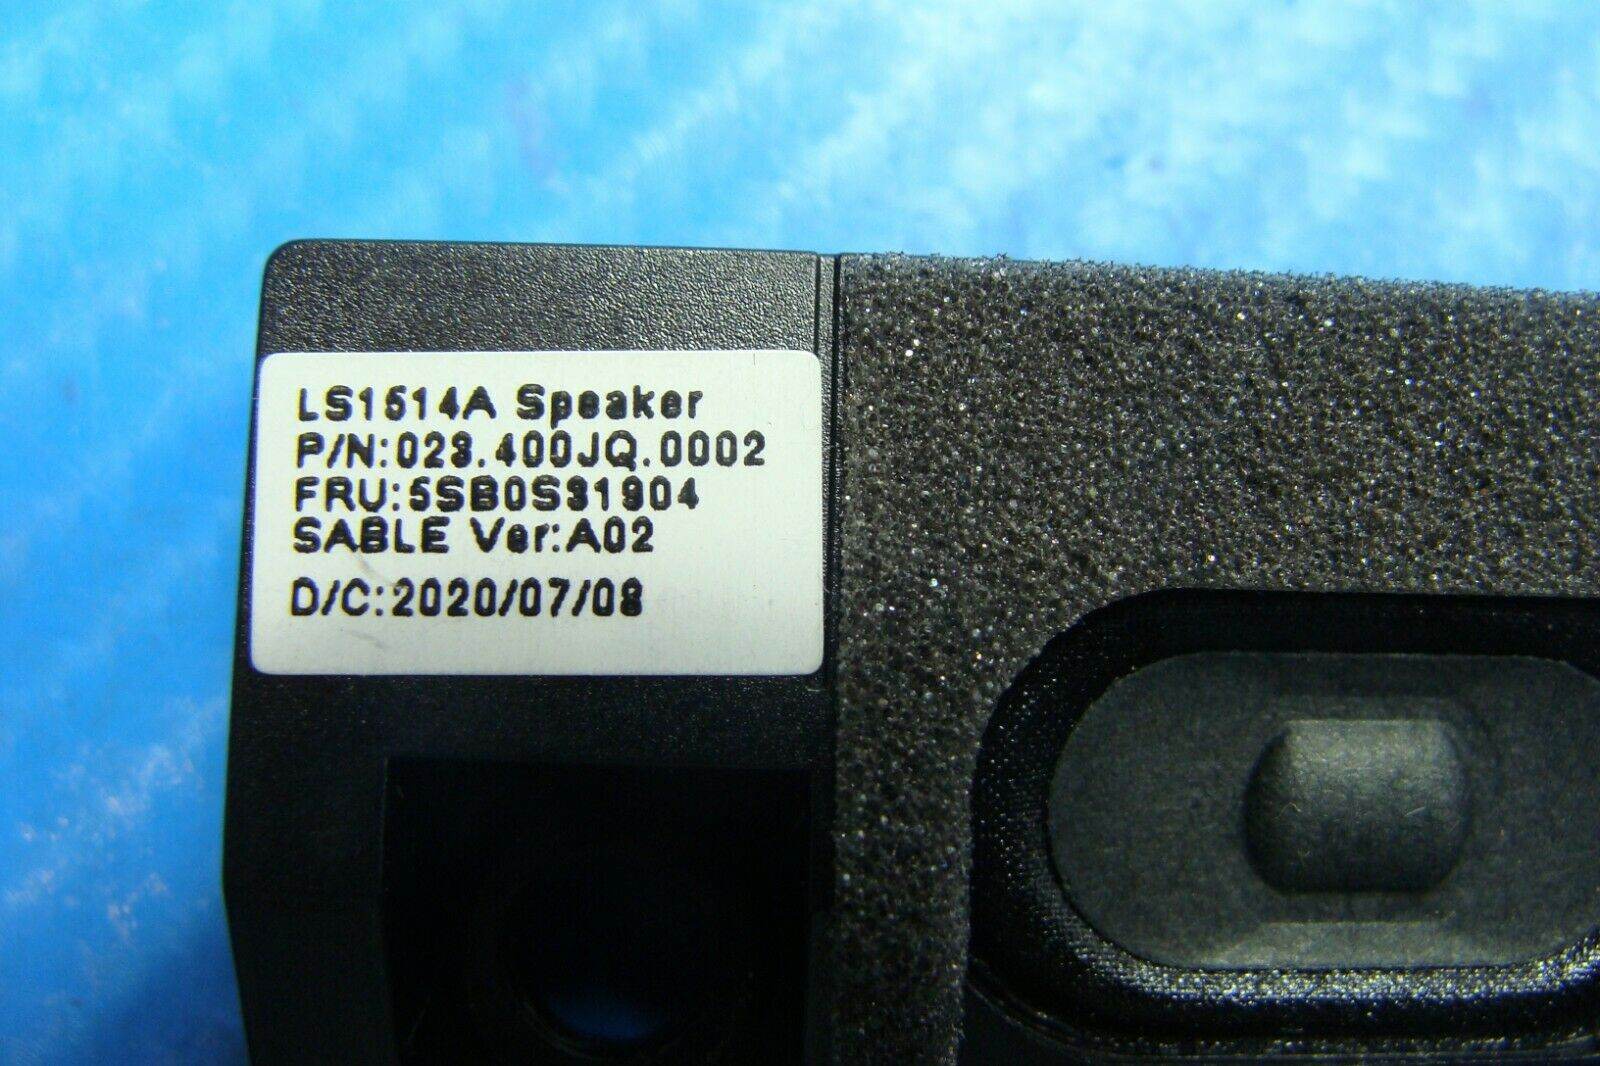 LS1514A Speaker
P/N:023.400JQ.0002
FRU:5SB0S31904
SABLE Ver:A02
D/C:2020/07/08